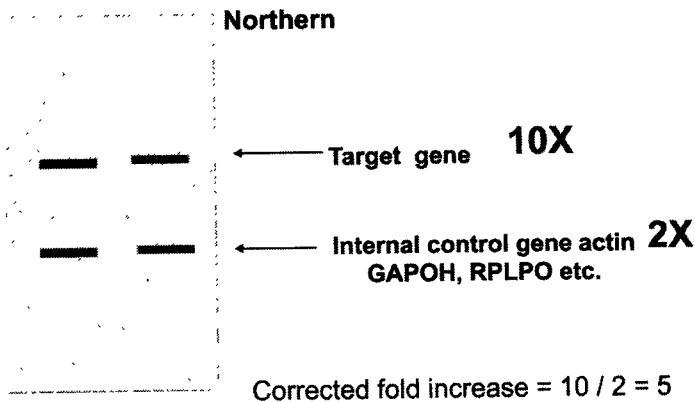 Northern
Target gene 10X
Internal control gene actin 2X
GAPOH, RPLPO etc.
Corrected fold increase = 10 / 2 = 5